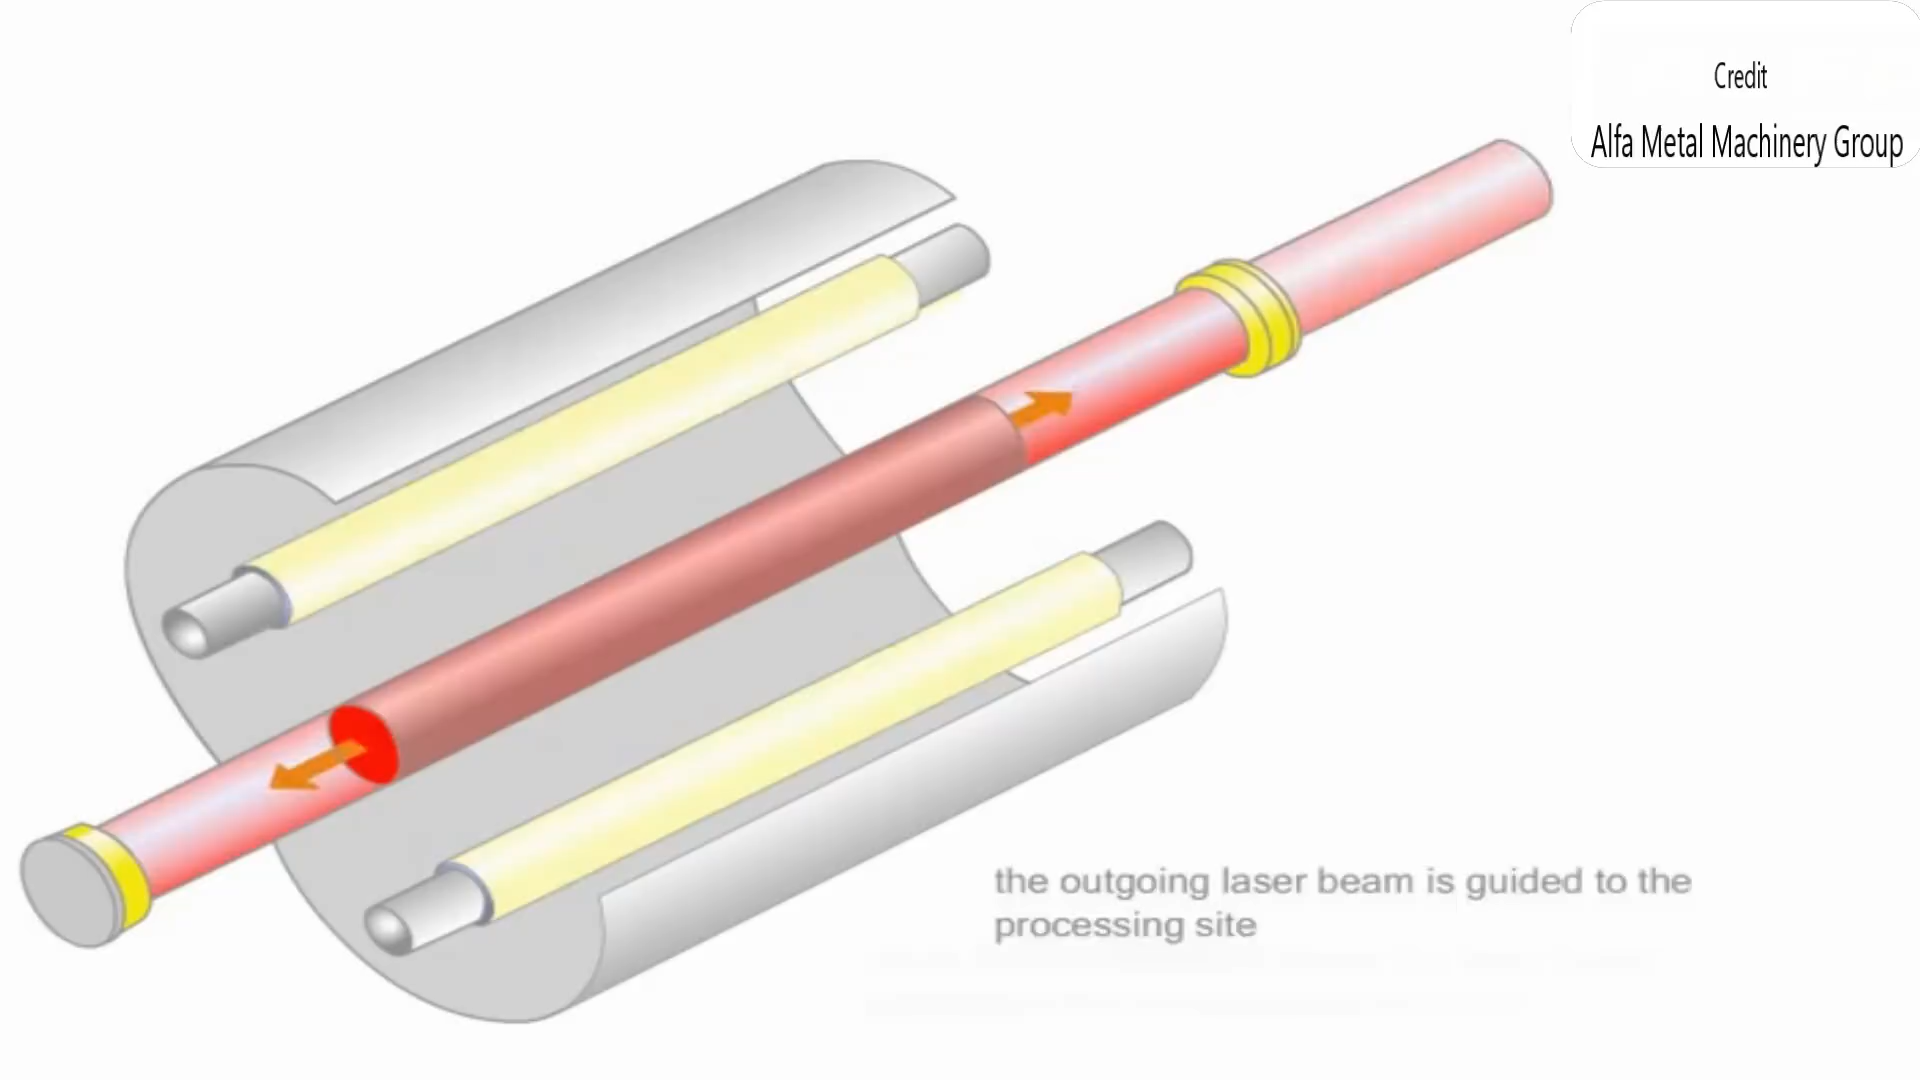 Credit
Alfa Metal Machinery Group
the outgoing laser beam is guided to the
processing site